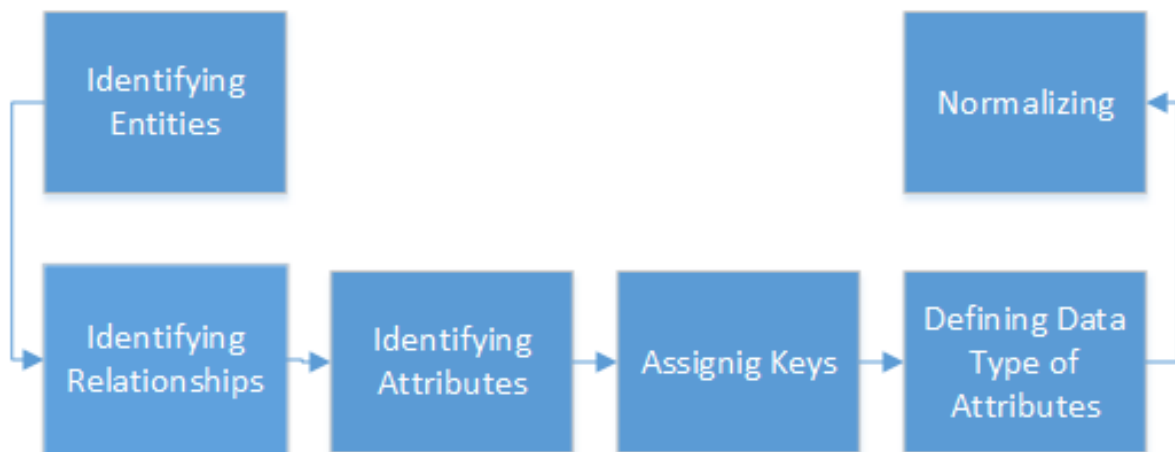 Identifying
Entities
Normalizing
Identifying
Relationships
Identifying
Attributes
Assignig Keys
Defining Data
Type of
Attributes